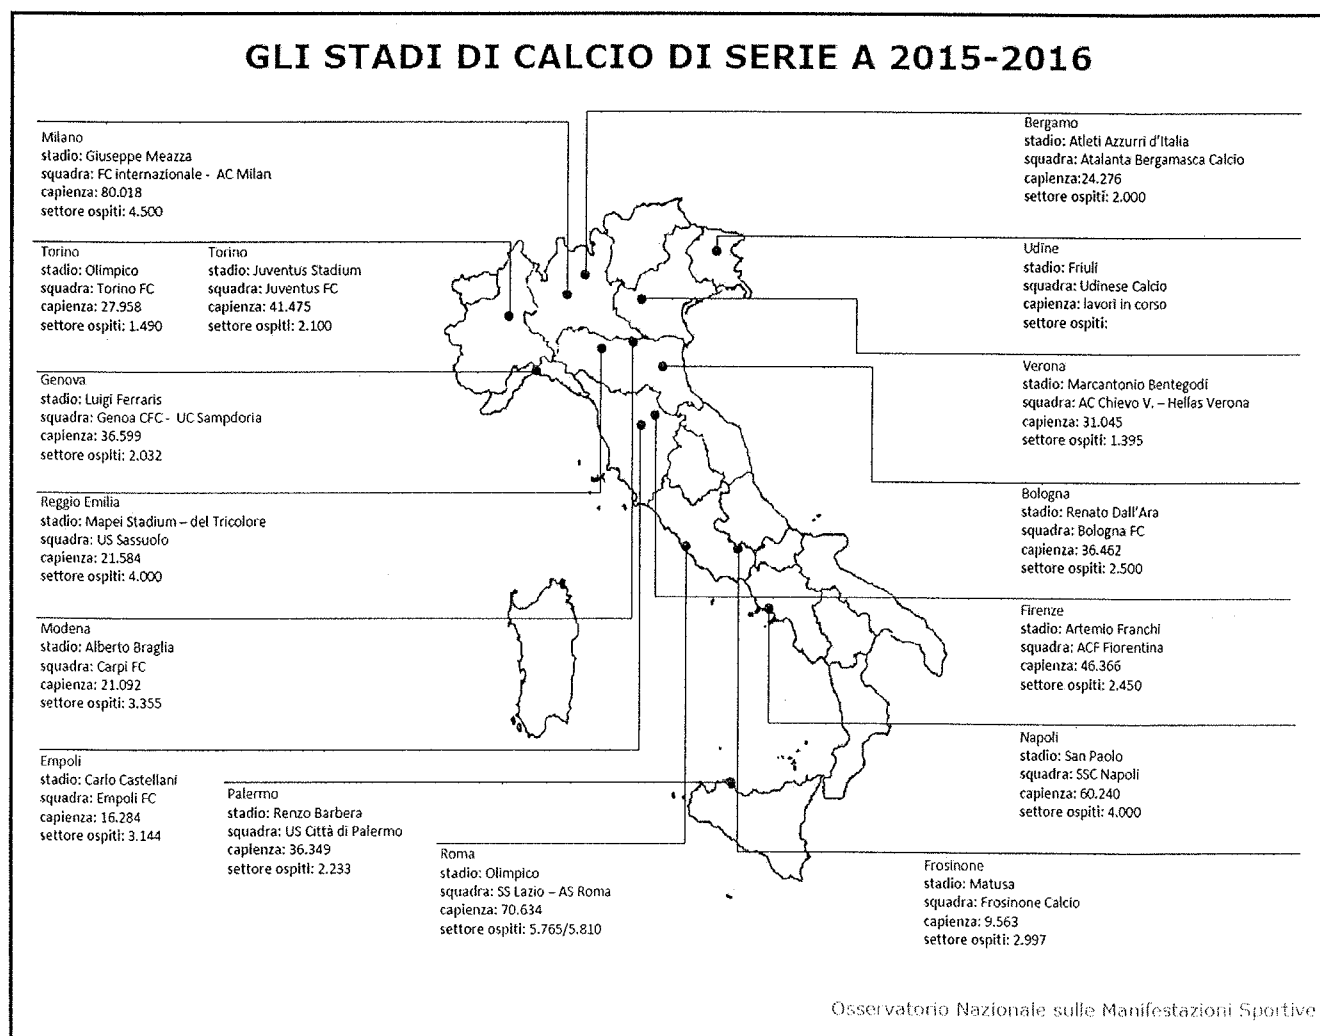 GLI STADI DI CALCIO DI SERIE A 2015-2016
Milano
stadio: Giuseppe Meazza
squadra: FC internazionale - AC Milan
capienza: 80.018
settore ospiti: 4.500
Torino
stadio: Olimpico
squadra: Torino FC
capienza: 27.958
settore ospiti: 1.490
Torino
stadio: Juventus Stadium
squadra: Juventus FC
capienza: 41.475
settore ospiti: 2.100
Genova
stadio: Luigi Ferraris
squadra: Genoa CFC - UC Sampdoria
capienza: 36.599
settore ospiti: 2.032
Reggio Emilia
stadio: Mapei Stadium – del Tricolore
squadra: US Sassuolo
capienza: 21.584
settore ospiti: 4.000
Modena
stadio: Alberto Braglia
squadra: Carpi FC
capienza: 21.092
settore ospiti: 3.355
Empoli
stadio: Carlo Castellani
squadra: Empoli FC
capienza: 16.284
settore ospiti: 3.144
Palermo
stadio: Renzo Barbera
squadra: US Città di Palermo
capienza: 36.349
settore ospiti: 2.233
Roma
stadio: Olimpico
squadra: SS Lazio – AS Roma
capienza: 70.634
settore ospiti: 5.765/5.810
Bergamo
stadio: Atleti Azzurri d'Italia
squadra: Atalanta Bergamasca Calcio
capienza:24.276
settore ospiti: 2.000
Udine
stadio: Friuli
squadra: Udinese Calcio
capienza: lavori in corso
settore ospiti:
Verona
stadio: Marcantonio Bentegodi
squadra: AC Chievo V. – Hellas Verona
capienza: 31.045
settore ospiti: 1.395
Bologna
stadio: Renato Dall'Ara
squadra: Bologna FC
capienza: 36.462
settore ospiti: 2.500
Firenze
stadio: Artemio Franchi
squadra: ACF Fiorentina
capienza: 46.366
settore ospiti: 2.450
Napoli
stadio: San Paolo
squadra: SSC Napoli
capienza: 60.240
settore ospiti: 4.000
Frosinone
stadio: Matusa
squadra: Frosinone Calcio
capienza: 9.563
settore ospiti: 2.997
Osservatorio Nazionale sulle Manifestazioni Sportive